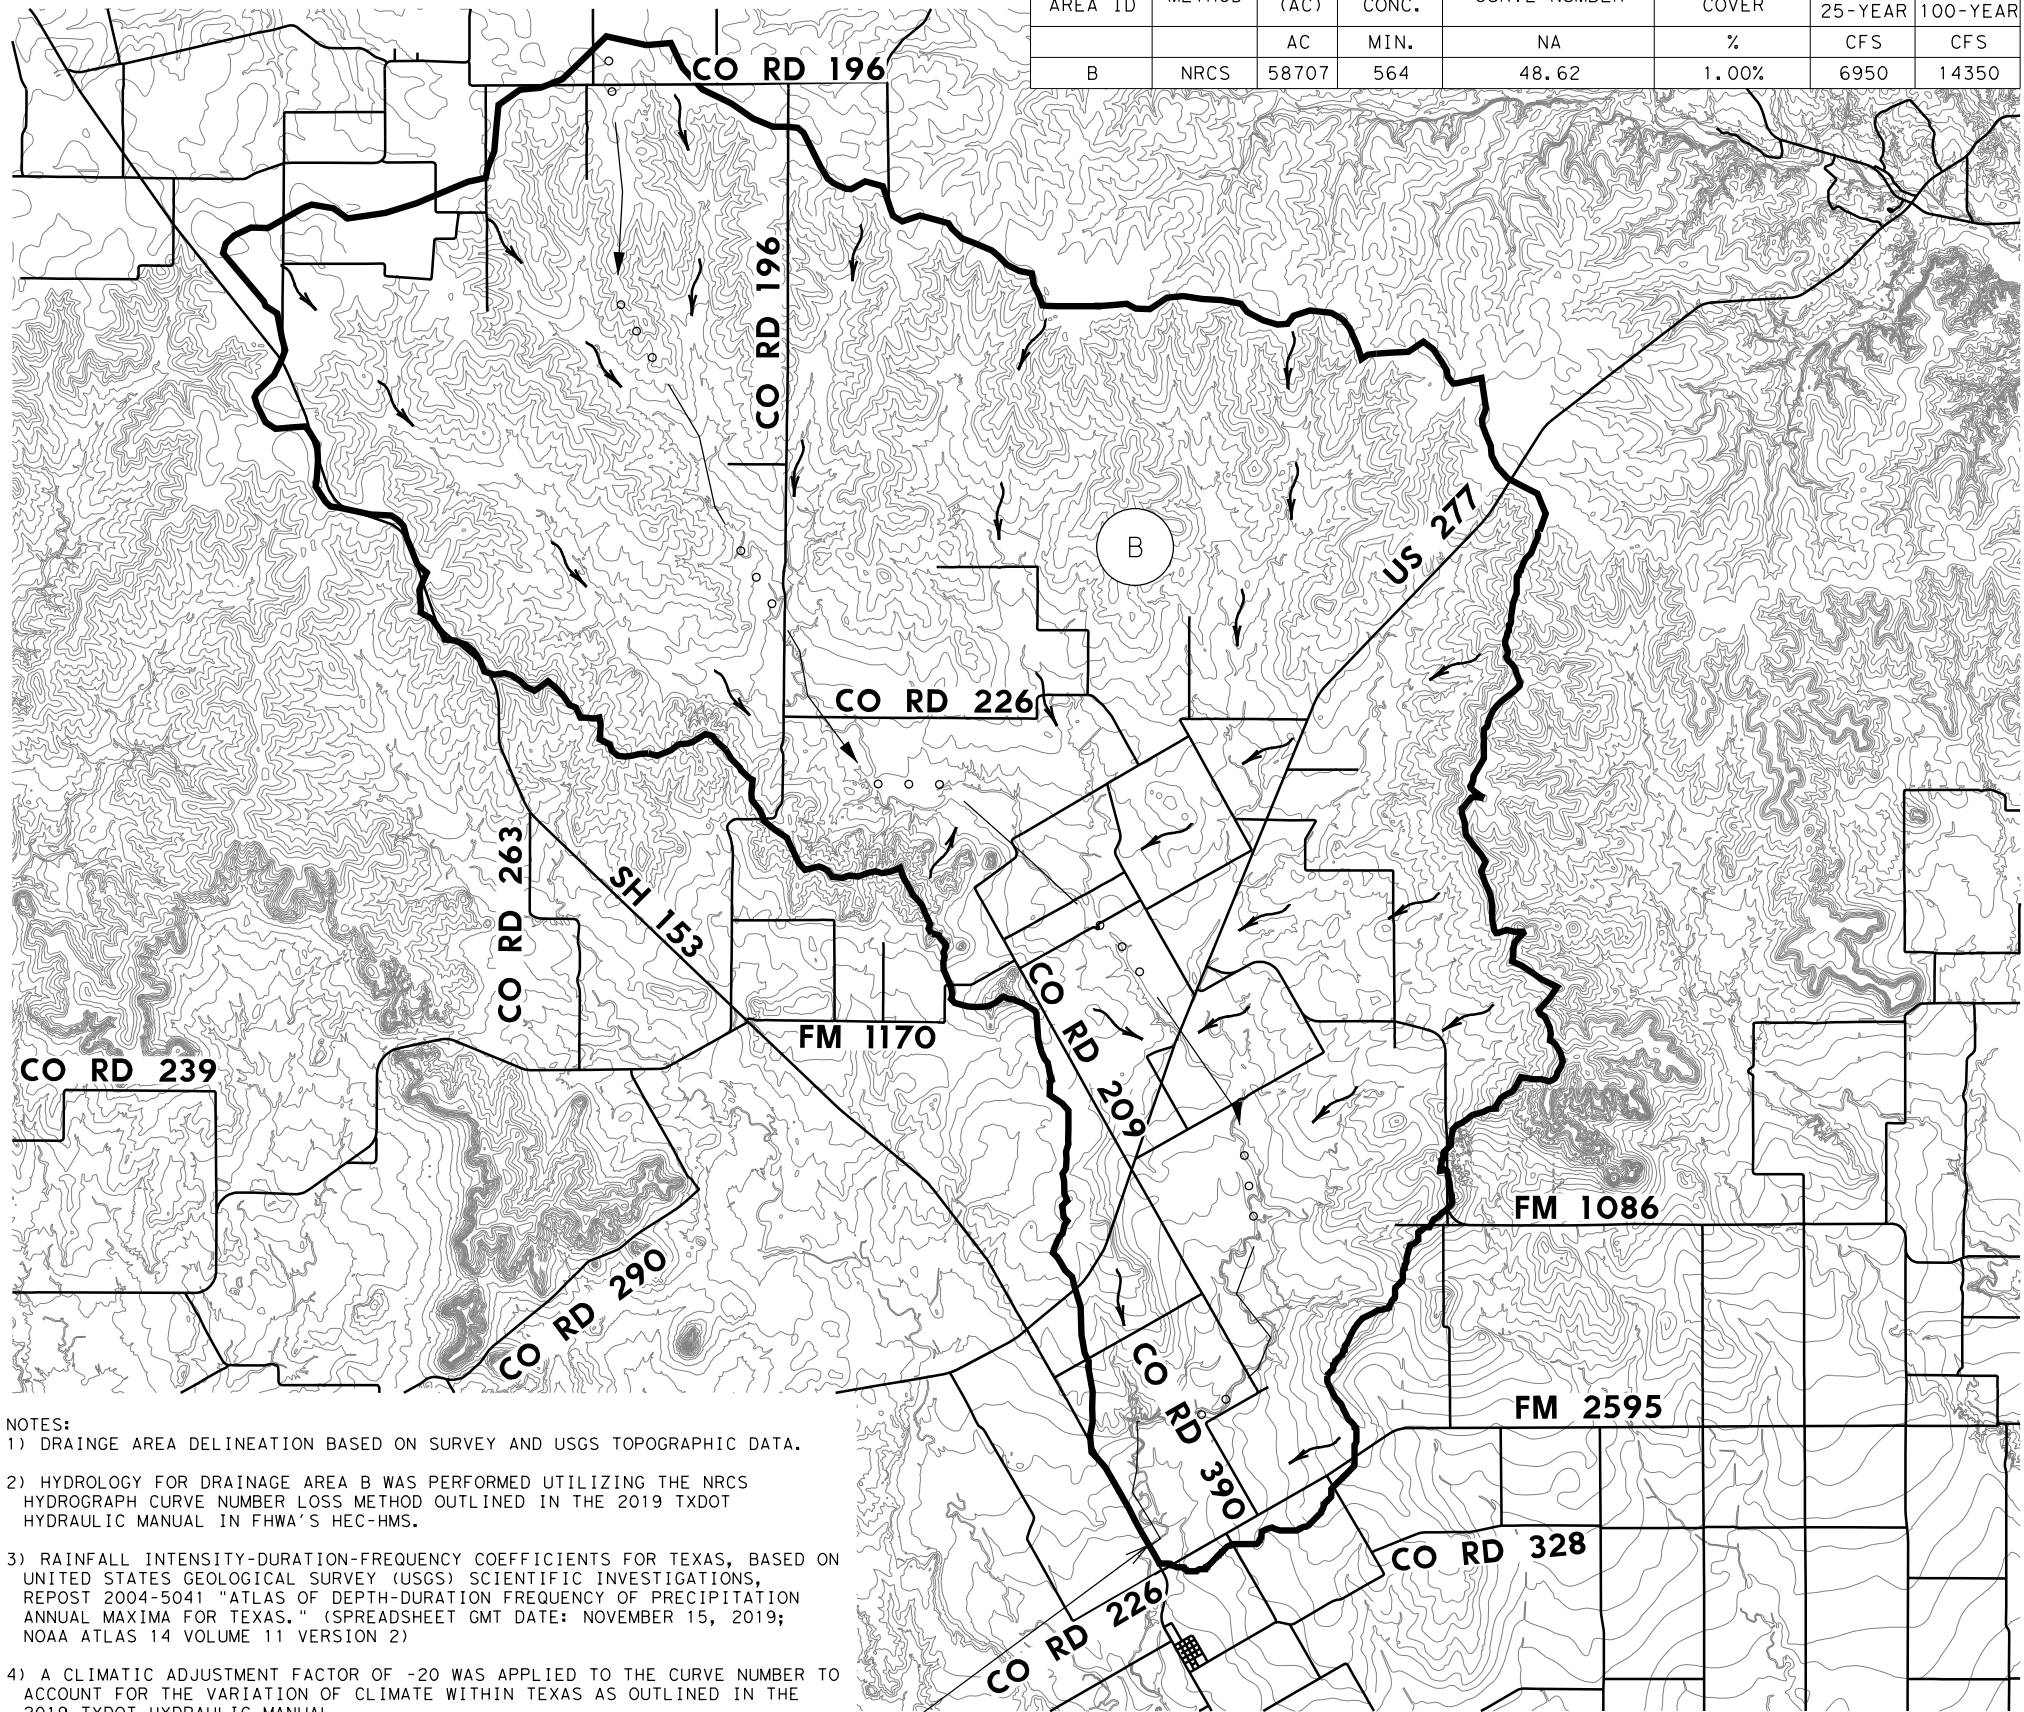 AREA ID METHOD (AC) CONC. CURVE NUMBER COVER 25-YEAR 100-YEAR
AC MIN. NA % CFS CFS
B NRCS 58707 564 48.62 1.00% 6950 14350
CO RD 196
CO RD 196
B
US 277
CO RD 226
CO RD 263
SH 153
CO RD 209
FM 1170
CO RD 239
FM 1086
CO RD 290
CO RD 390
FM 2595
CO RD 328
CO RD 226
NOTES:
1) DRAINGE AREA DELINEATION BASED ON SURVEY AND USGS TOPOGRAPHIC DATA.
2) HYDROLOGY FOR DRAINAGE AREA B WAS PERFORMED UTILIZING THE NRCS
HYDROGRAPH CURVE NUMBER LOSS METHOD OUTLINED IN THE 2019 TXDOT
HYDRAULIC MANUAL IN FHWA'S HEC-HMS.
3) RAINFALL INTENSITY-DURATION-FREQUENCY COEFFICIENTS FOR TEXAS, BASED ON
UNITED STATES GEOLOGICAL SURVEY (USGS) SCIENTIFIC INVESTIGATIONS,
REPOST 2004-5041 "ATLAS OF DEPTH-DURATION FREQUENCY OF PRECIPITATION
ANNUAL MAXIMA FOR TEXAS." (SPREADSHEET GMT DATE: NOVEMBER 15, 2019;
NOAA ATLAS 14 VOLUME 11 VERSION 2)
4) A CLIMATIC ADJUSTMENT FACTOR OF -20 WAS APPLIED TO THE CURVE NUMBER TO
ACCOUNT FOR THE VARIATION OF CLIMATE WITHIN TEXAS AS OUTLINED IN THE
2019 TXDOT HYDRAULIC MANUAL